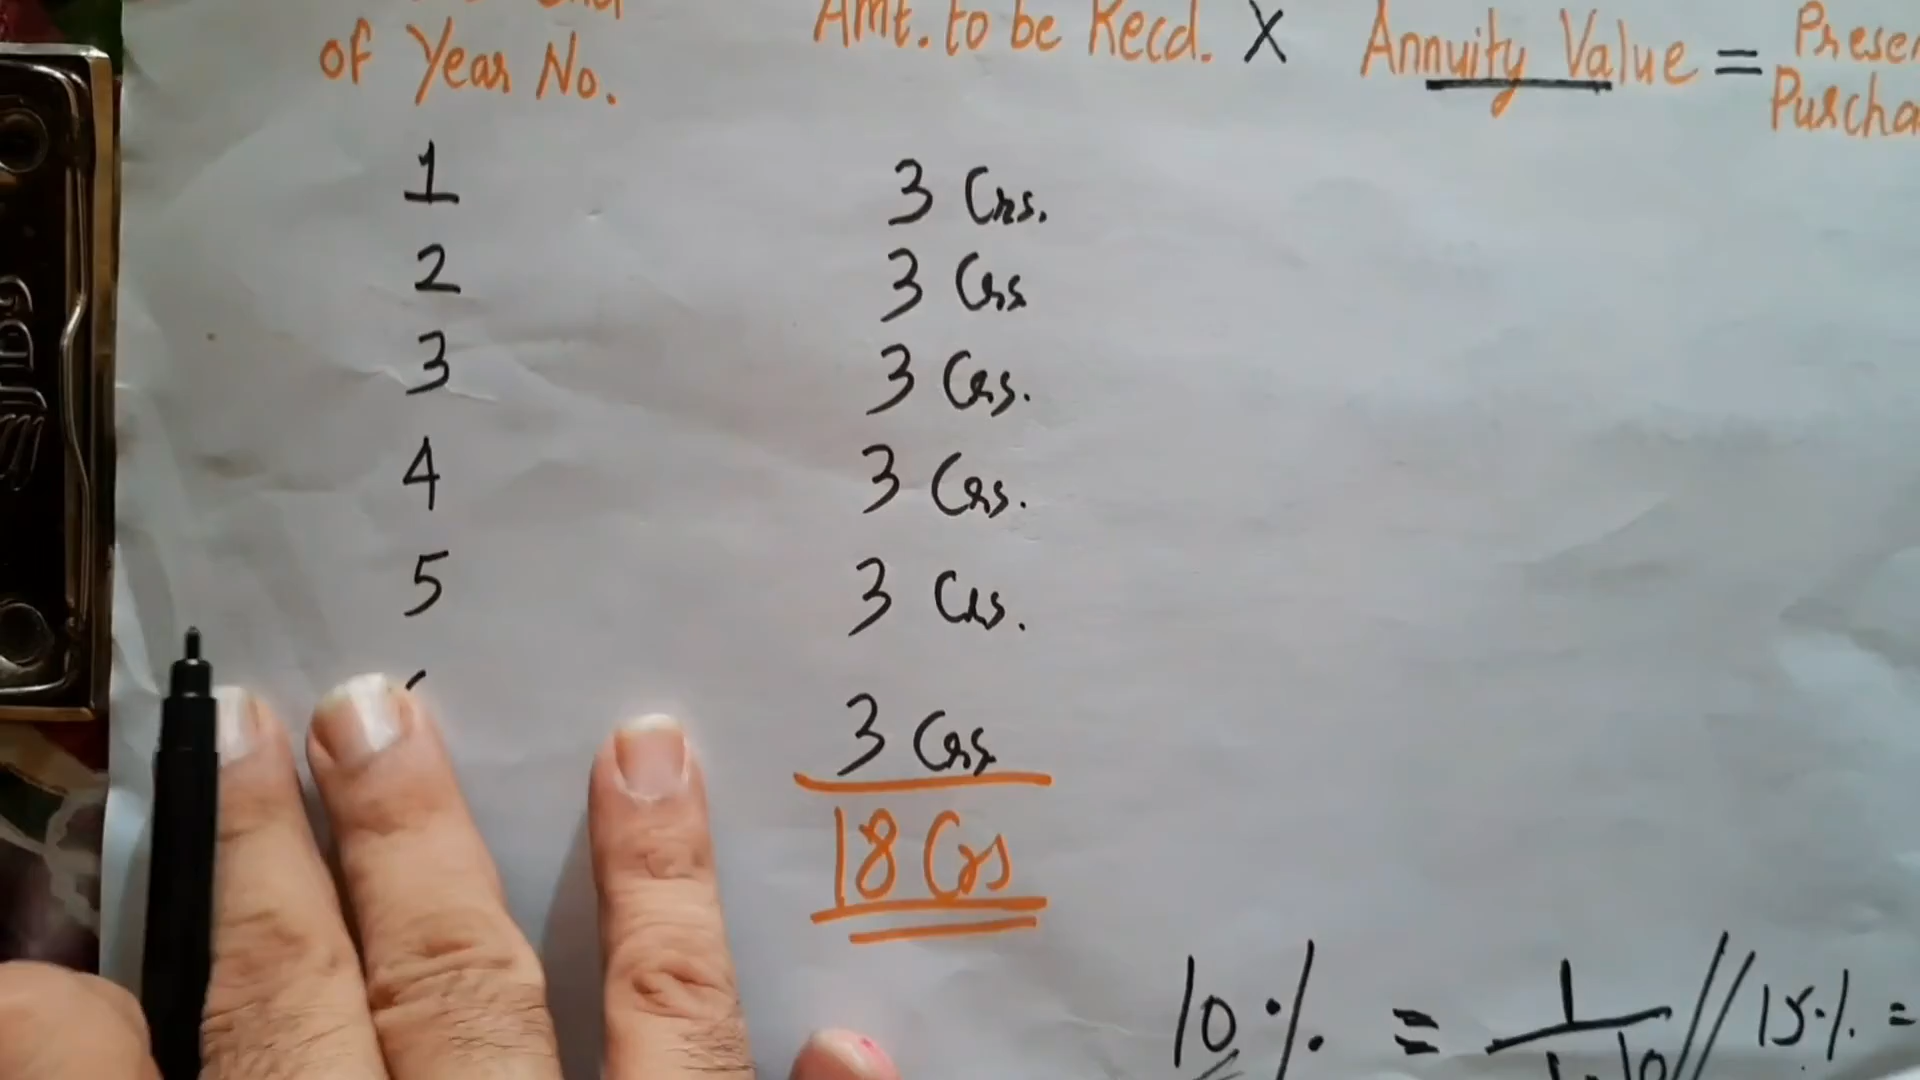 of Year No.
Amt. to be Recd. X Annuity Value =
1 3 Crs.
2 3 Crs
3 3 Crs.
4 3 Crs.
5 3 Crs.
3 Crs.
18 Crs
10% = 1 // 15% =